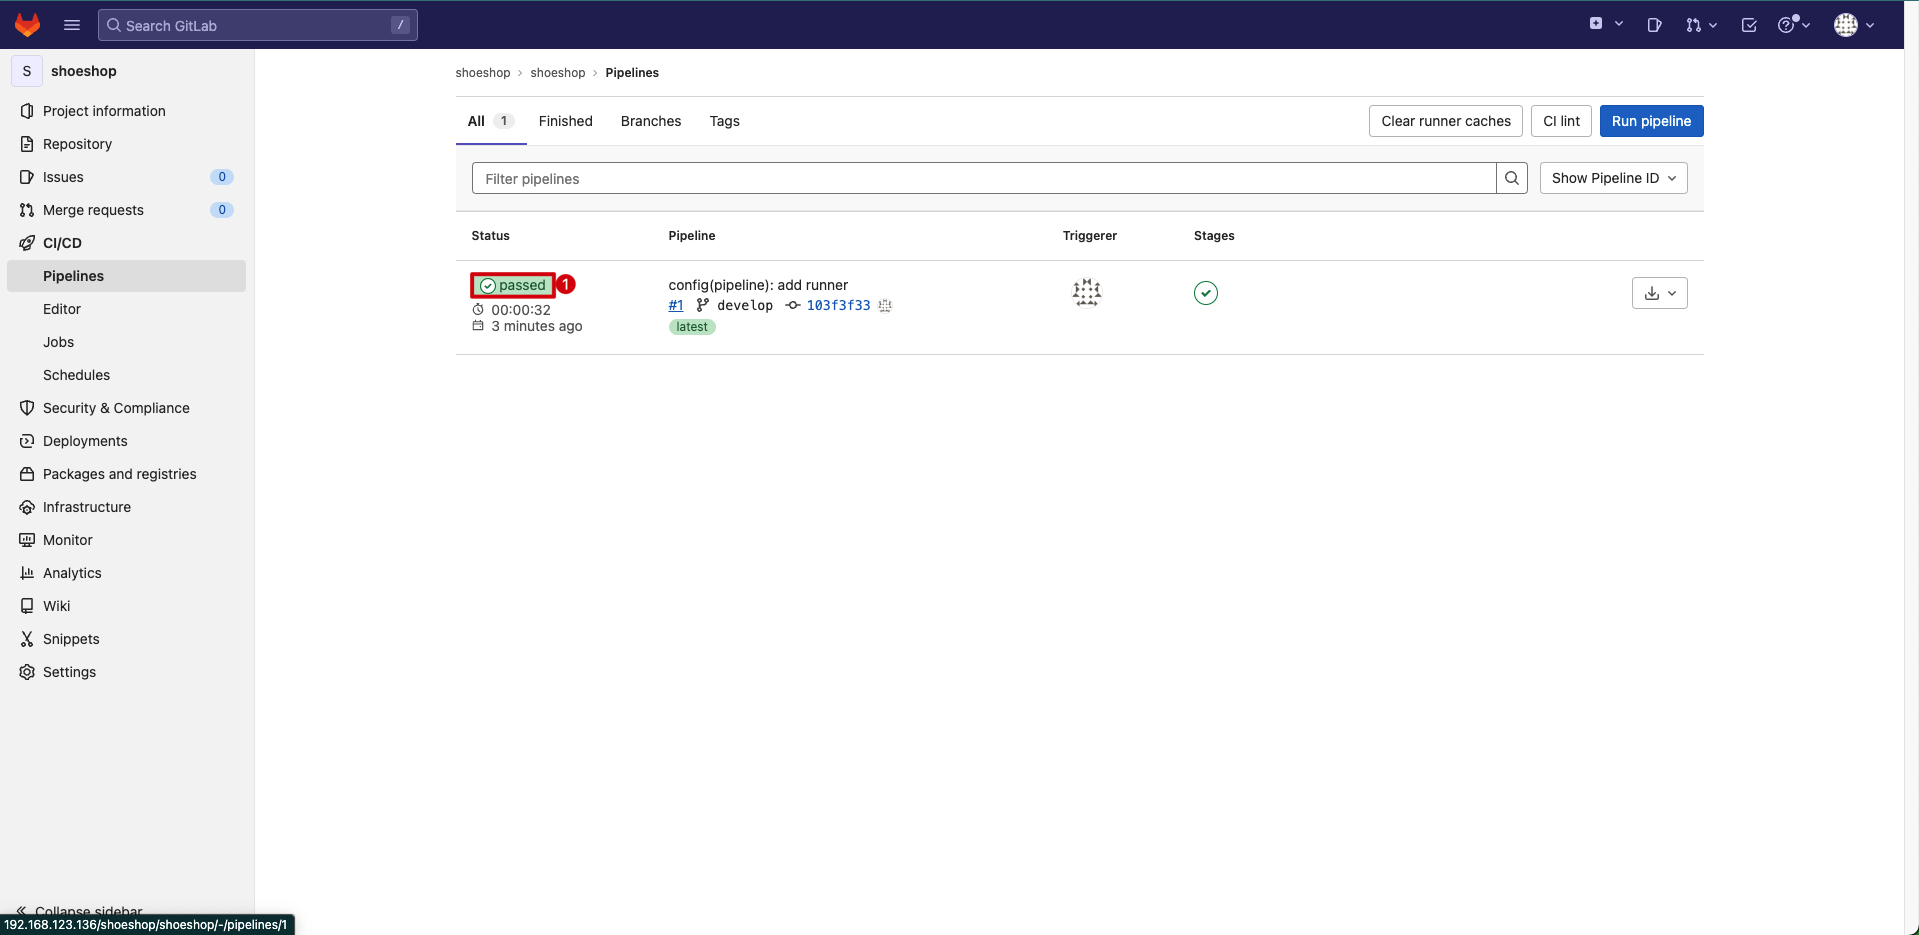 Search GitLab /
S shoeshop
Project information
Repository
Issues 0
Merge requests 0
CI/CD
Pipelines
Editor
Jobs
Schedules
Security & Compliance
Deployments
Packages and registries
Infrastructure
Monitor
Analytics
Wiki
Snippets
Settings
Collapse sidebar
192.168.123.136/shoeshop/shoeshop/-/pipelines/1
shoeshop › shoeshop › Pipelines
All 1 Finished Branches Tags Clear runner caches CI lint Run pipeline
Filter pipelines Show Pipeline ID
Status Pipeline Triggerer Stages
passed 1 config(pipeline): add runner
00:00:32 #1 develop 103f3f33
3 minutes ago latest